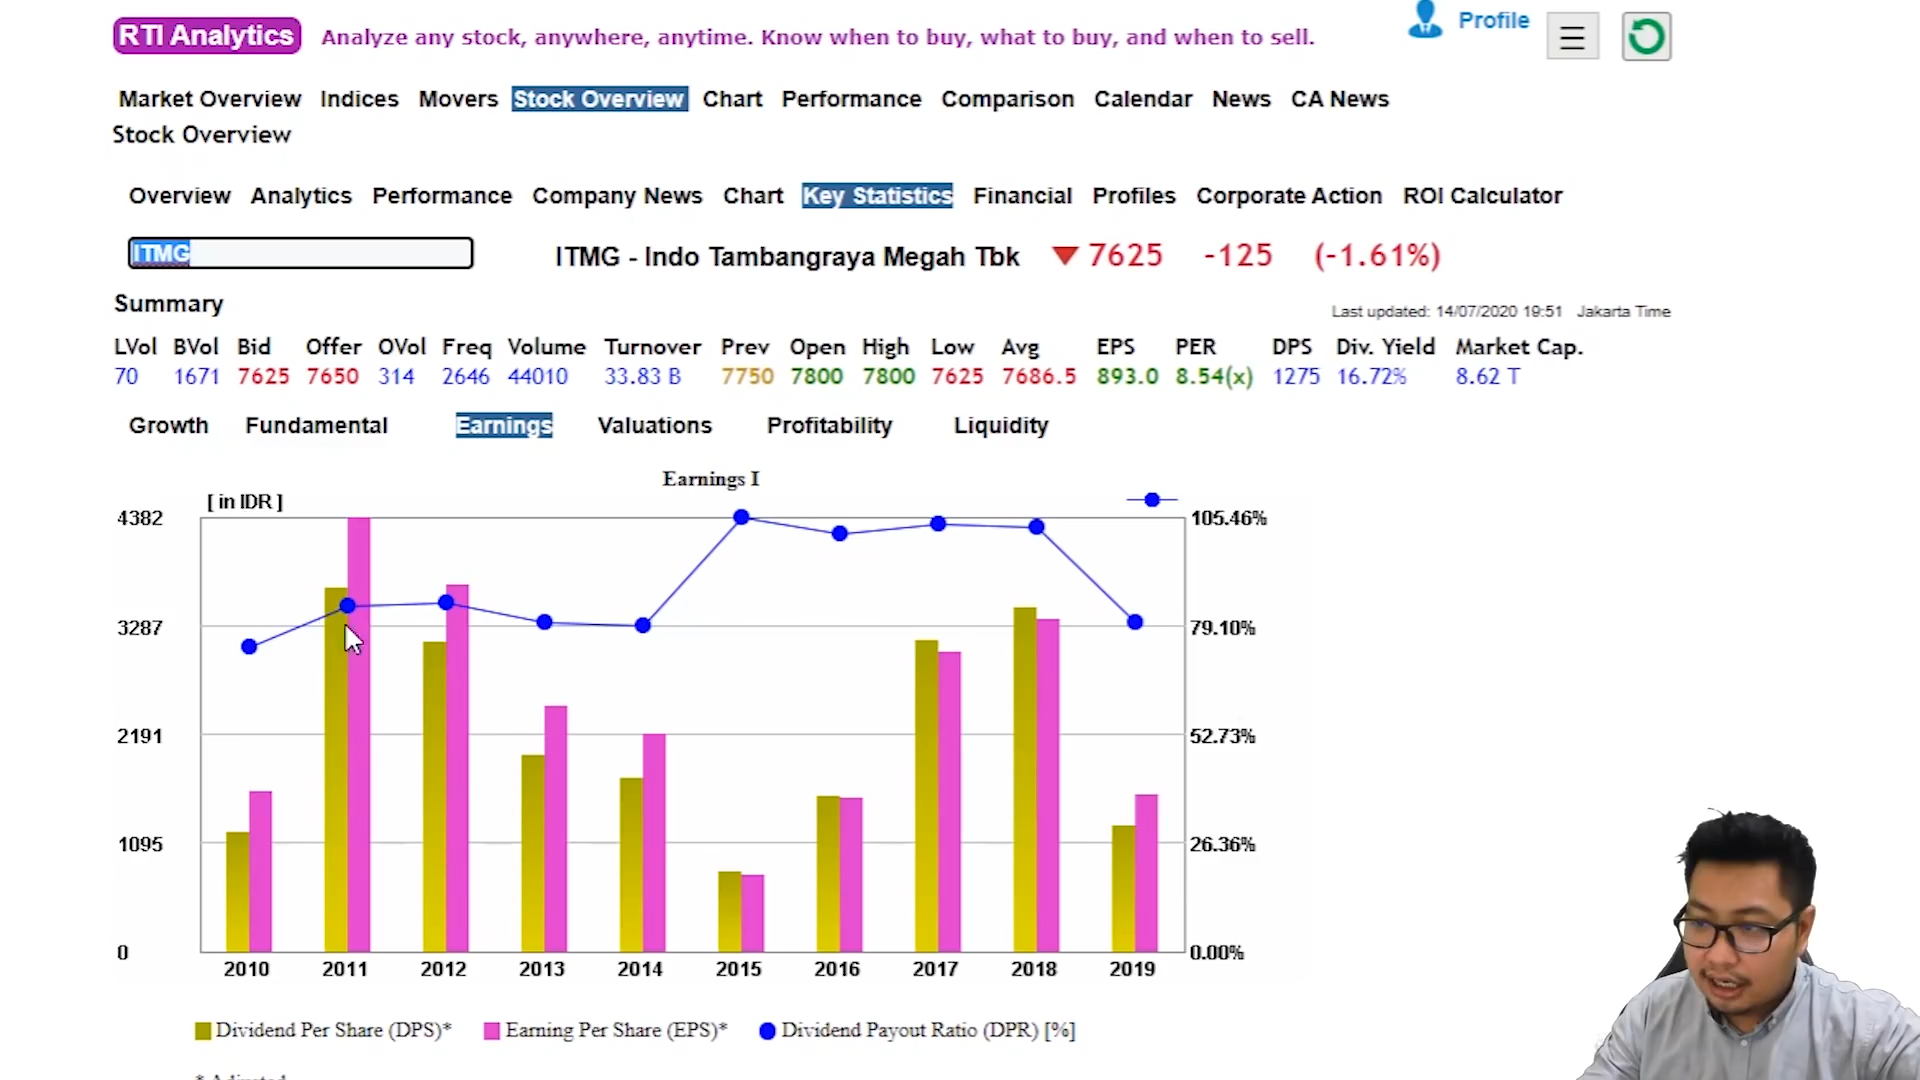 RTI Analytics Analyze any stock, anywhere, anytime. Know when to buy, what to buy, and when to sell. Profile
Market Overview Indices Movers Stock Overview Chart Performance Comparison Calendar News CA News
Stock Overview
Overview Analytics Performance Company News Chart Key Statistics Financial Profiles Corporate Action ROI Calculator
ITMG ITMG - Indo Tambangraya Megah Tbk 7625 -125 (-1.61%)
Summary Last updated: 14/07/2020 19:51 Jakarta Time
LVol BVol Bid Offer OVol Freq Volume Turnover Prev Open High Low Avg EPS PER DPS Div. Yield Market Cap.
70 1671 7625 7650 314 2646 44010 33.83 B 7750 7800 7800 7625 7686.5 893.0 8.54(x) 1275 16.72% 8.62 T
Growth Fundamental Earnings Valuations Profitability Liquidity
Earnings I
[ in IDR ]
4382 105.46%
3287 79.10%
2191 52.73%
1095 26.36%
0 0.00%
2010 2011 2012 2013 2014 2015 2016 2017 2018 2019
Dividend Per Share (DPS)* Earning Per Share (EPS)* Dividend Payout Ratio (DPR) [%]
* Adjusted